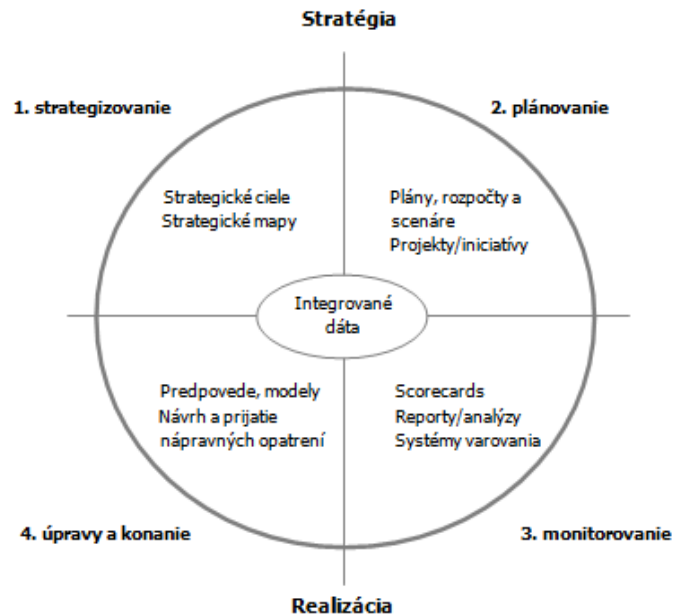 Stratégia
1. strategizovanie
2. plánovanie
Strategické ciele
Strategické mapy
Plány, rozpočty a
scenáre
Projekty/iniciatívy
Integrované
dáta
Predpovede, modely
Návrh a prijatie
nápravných opatrení
Scorecards
Reporty/analýzy
Systémy varovania
4. úpravy a konanie
3. monitorovanie
Realizácia